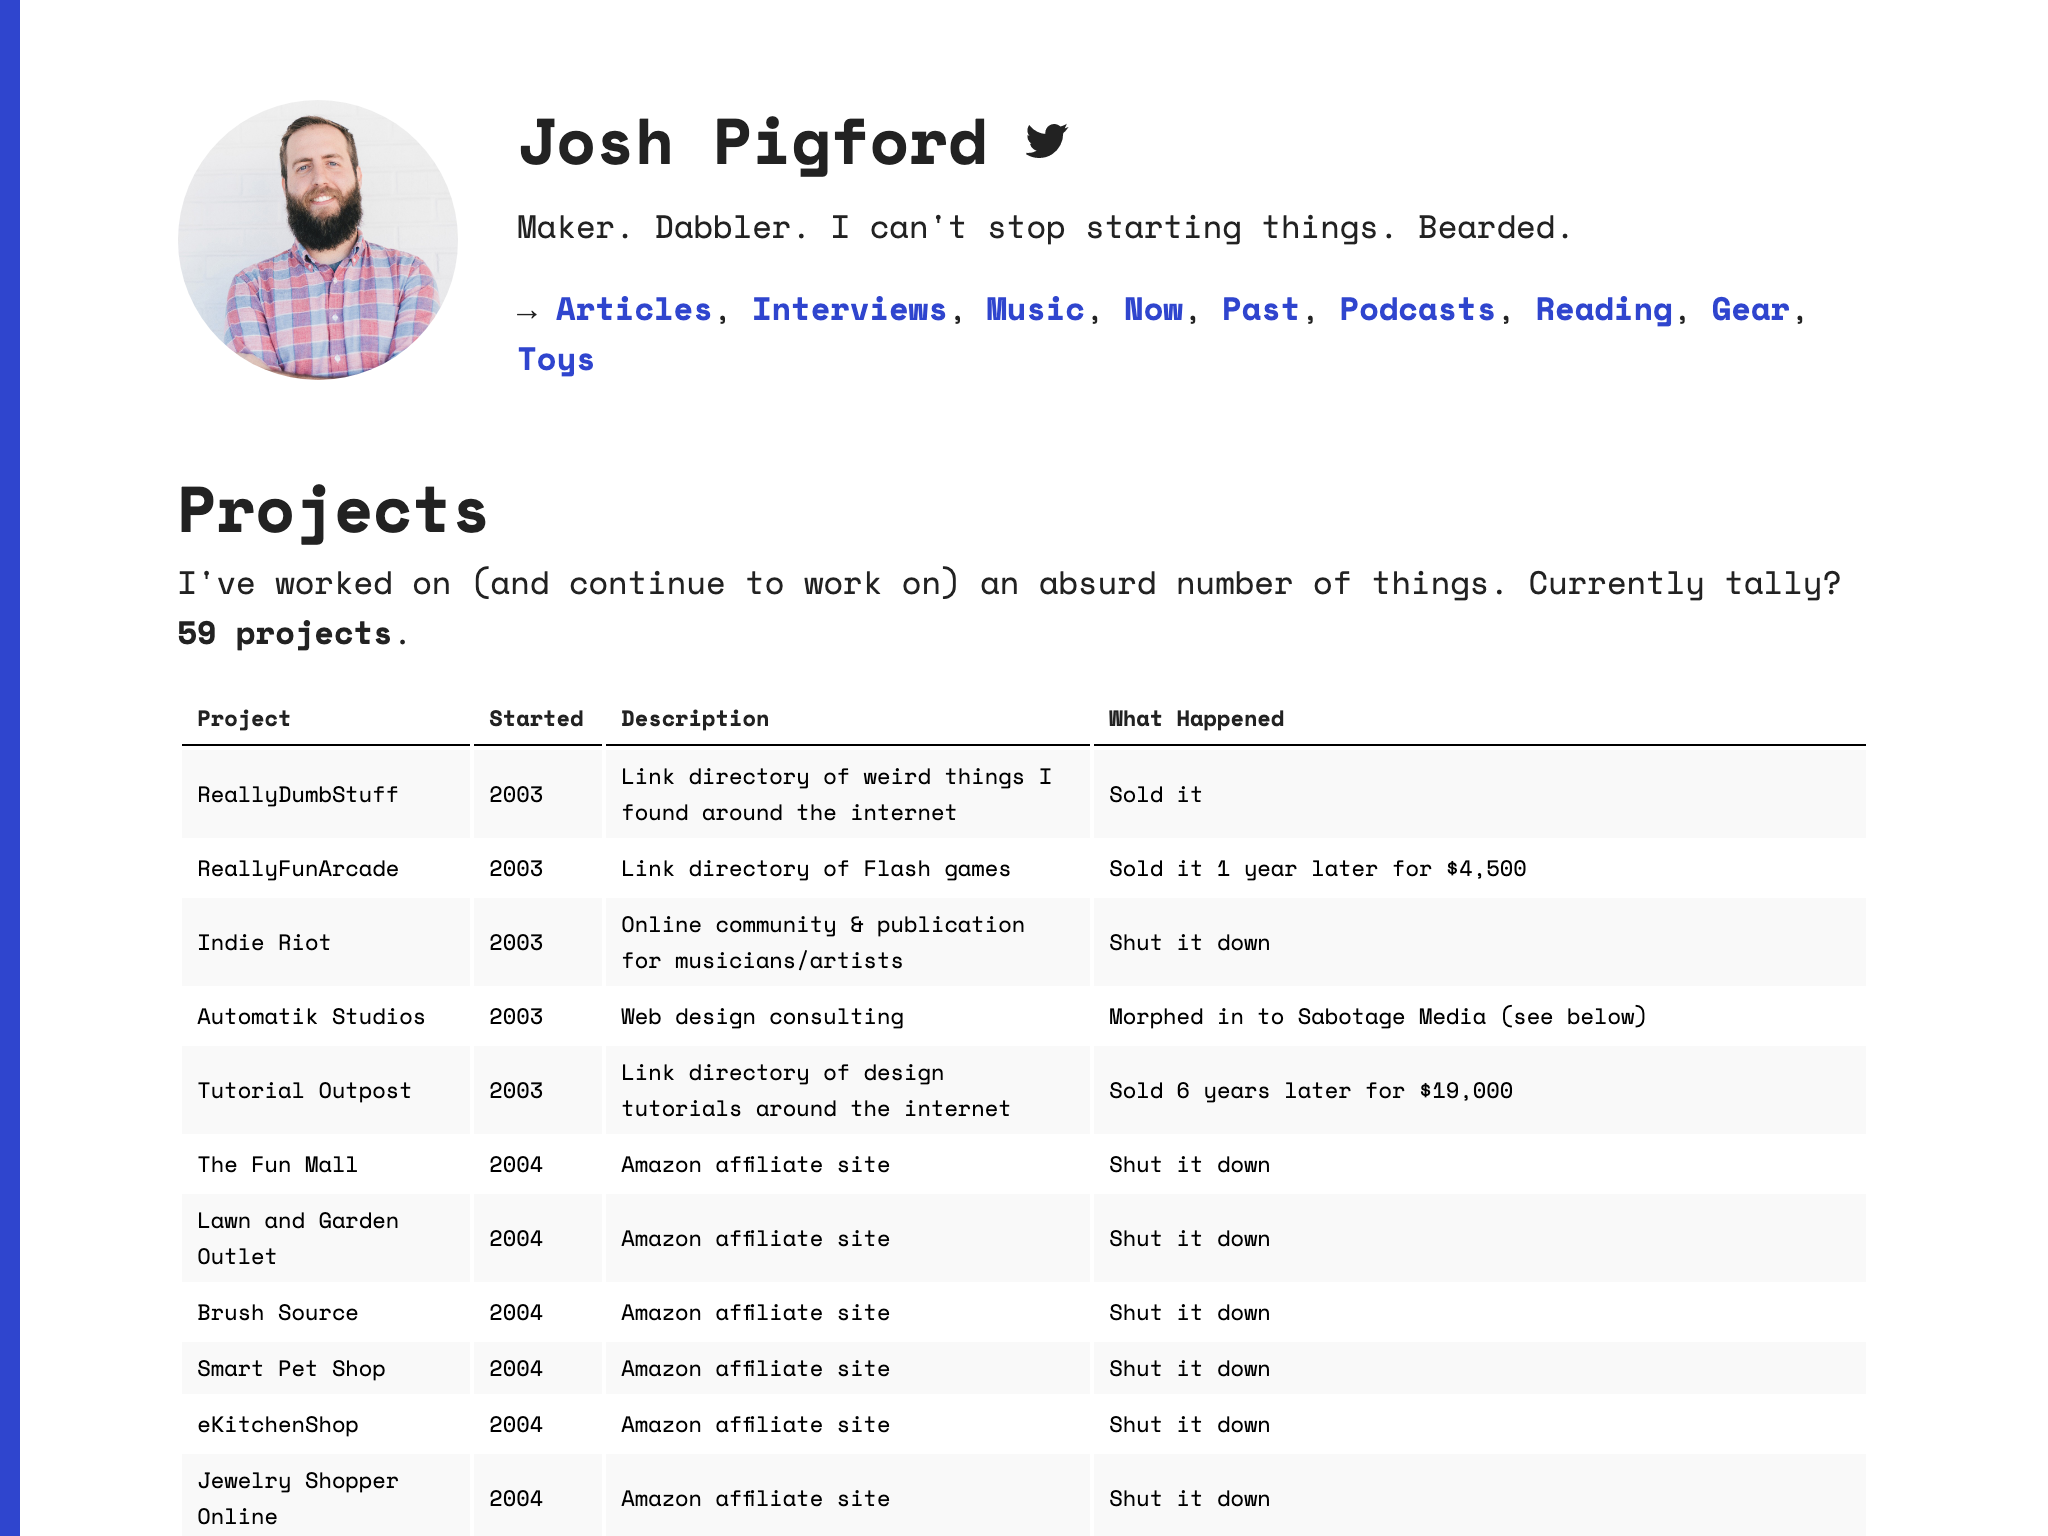 Josh Pigford
Maker. Dabbler. I can't stop starting things. Bearded.
→ Articles, Interviews, Music, Now, Past, Podcasts, Reading, Gear,
Toys
Projects
I've worked on (and continue to work on) an absurd number of things. Currently tally?
59 projects.
Project Started Description What Happened
ReallyDumbStuff 2003 Link directory of weird things I
found around the internet Sold it
ReallyFunArcade 2003 Link directory of Flash games Sold it 1 year later for $4,500
Indie Riot 2003 Online community & publication
for musicians/artists Shut it down
Automatik Studios 2003 Web design consulting Morphed in to Sabotage Media (see below)
Tutorial Outpost 2003 Link directory of design
tutorials around the internet Sold 6 years later for $19,000
The Fun Mall 2004 Amazon affiliate site Shut it down
Lawn and Garden
Outlet 2004 Amazon affiliate site Shut it down
Brush Source 2004 Amazon affiliate site Shut it down
Smart Pet Shop 2004 Amazon affiliate site Shut it down
eKitchenShop 2004 Amazon affiliate site Shut it down
Jewelry Shopper
Online 2004 Amazon affiliate site Shut it down